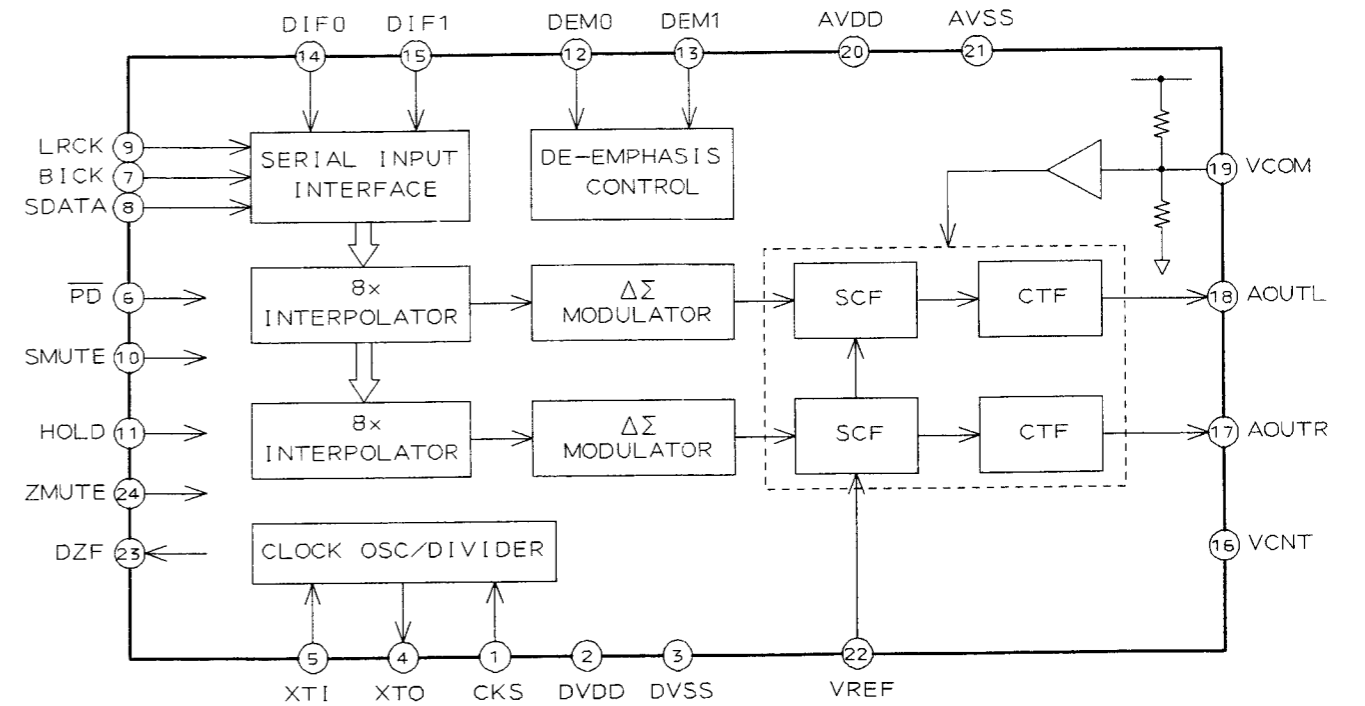 DIF0 DIF1 DEM0 DEM1 AVDD AVSS
14 15 12 13 20 21
LRCK 9
BICK 7
SDATA 8
SERIAL INPUT
INTERFACE
DE-EMPHASIS
CONTROL
19 VCOM
PD 6
8x
INTERPOLATOR
ΔΣ
MODULATOR
SCF
CTF
18 AOUTL
SMUTE 10
HOLD 11
8x
INTERPOLATOR
ΔΣ
MODULATOR
SCF
CTF
17 AOUTR
ZMUTE 24
DZF 23
CLOCK OSC/DIVIDER
16 VCNT
5 4 1 2 3 22
XTI XTO CKS DVDD DVSS VREF